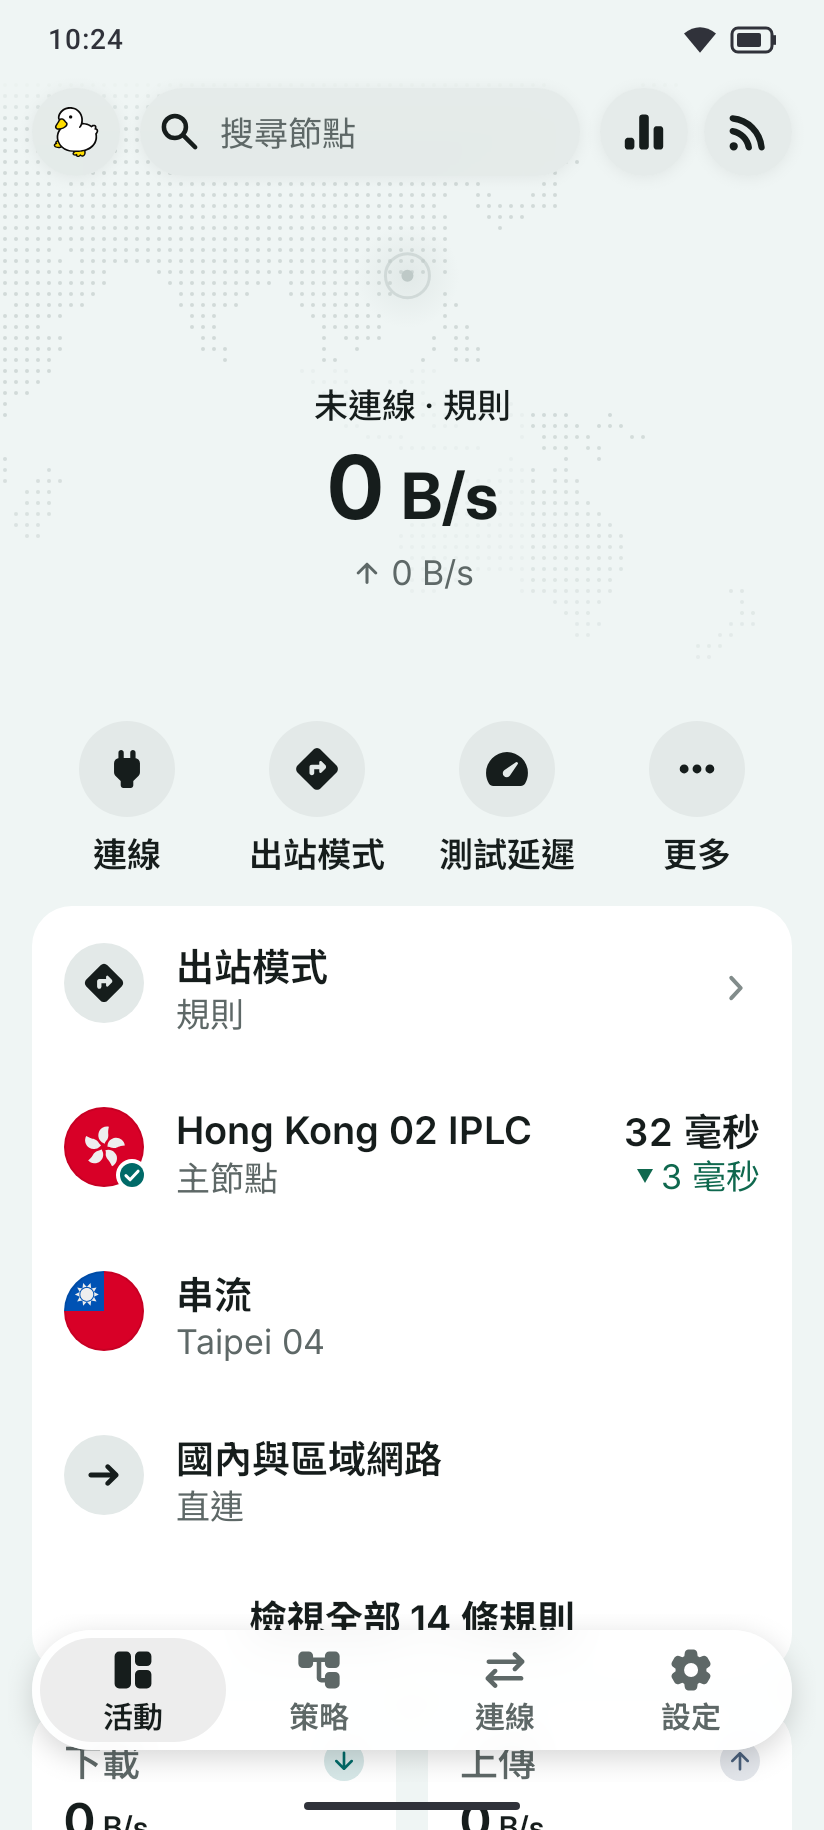 10:24
搜尋節點
未連線 · 規則
0 B/s
↑ 0 B/s
連線
出站模式
測試延遲
更多
出站模式
規則
Hong Kong 02 IPLC
32 毫秒
主節點
▼3 毫秒
串流
Taipei 04
國內與區域網路
直連
檢視全部 14 條規則
活動
策略
連線
設定
下載
上傳
0 B/s
0 B/s